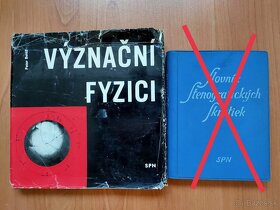 VÝZNAČNÍ
FYZICI
SPN
Slovník
stenografických
skratiek
SPN